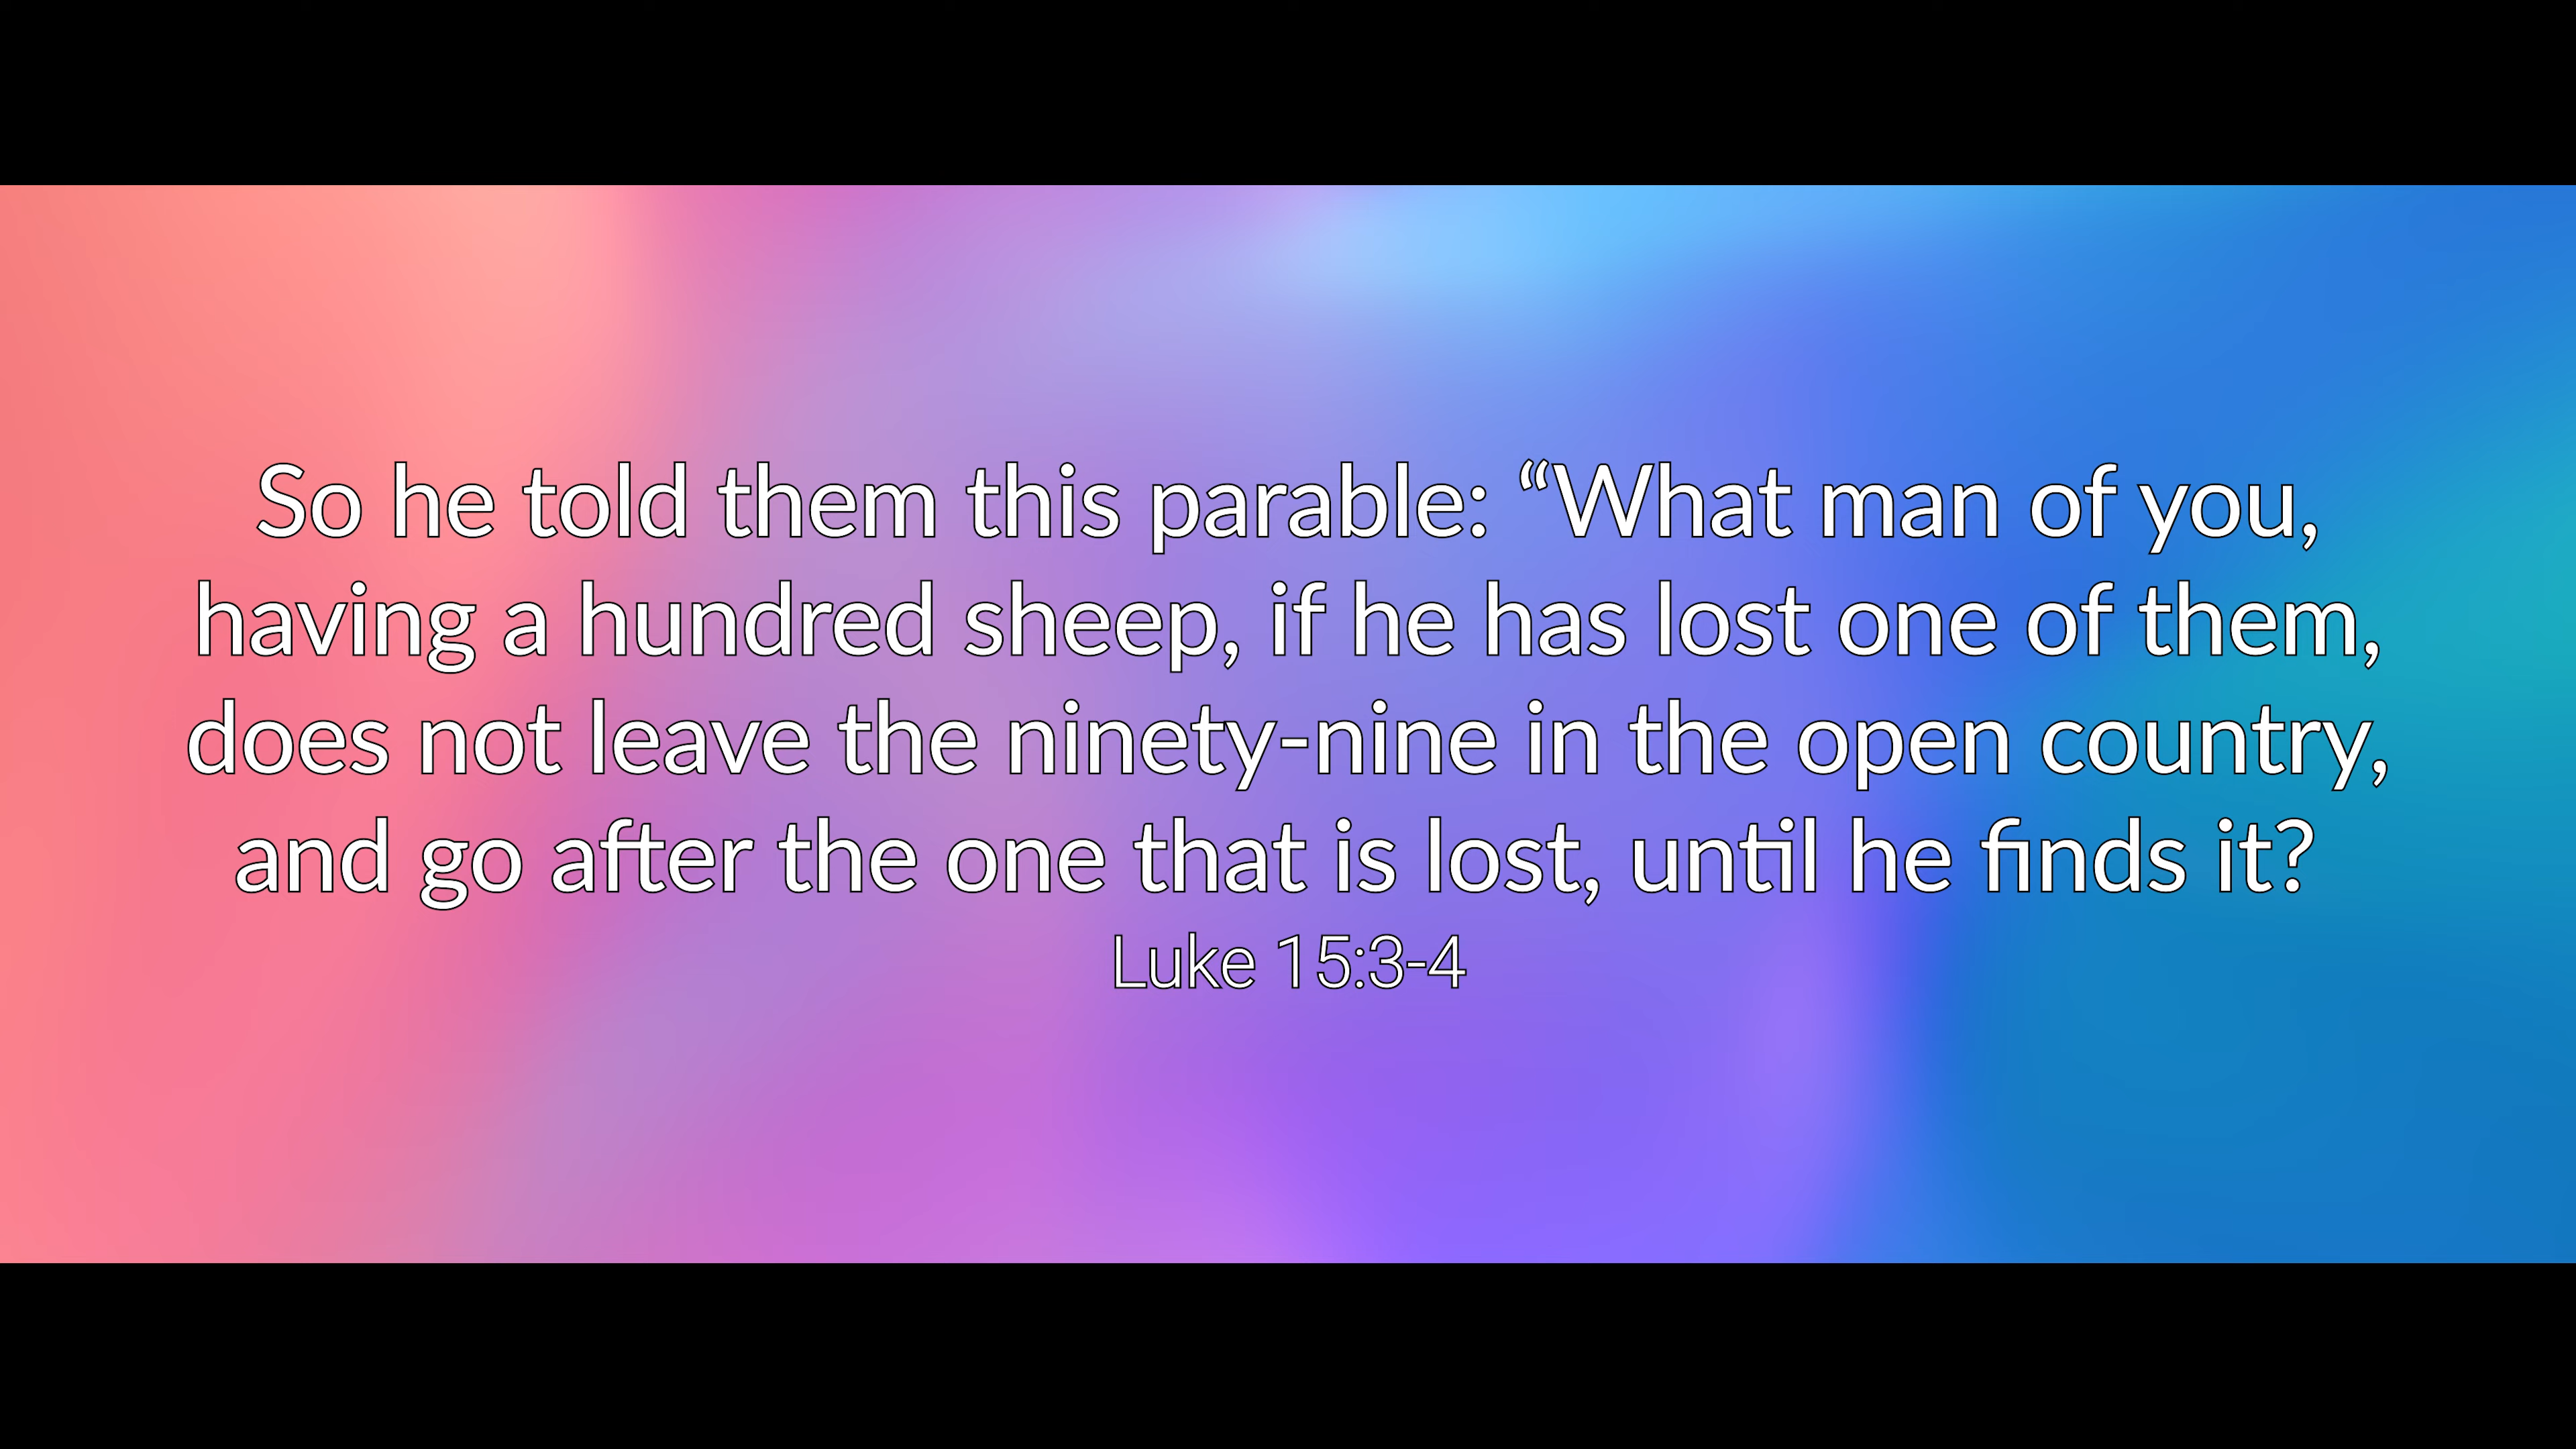 So he told them this parable: “What man of you,
having a hundred sheep, if he has lost one of them,
does not leave the ninety-nine in the open country,
and go after the one that is lost, until he finds it?
Luke 15:3-4